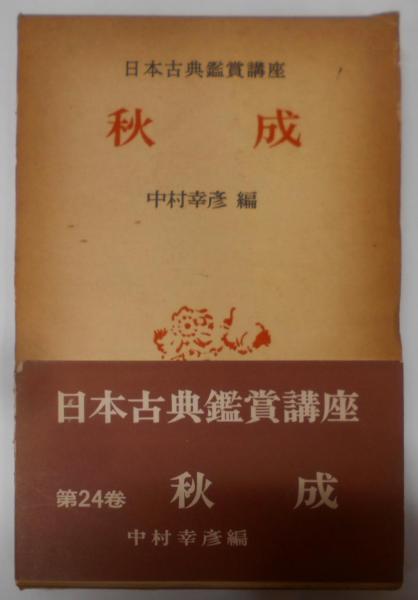 日本古典鑑賞講座
秋成
中村幸彦 編
日本古典鑑賞講座
第24巻 秋成
中村幸彦編